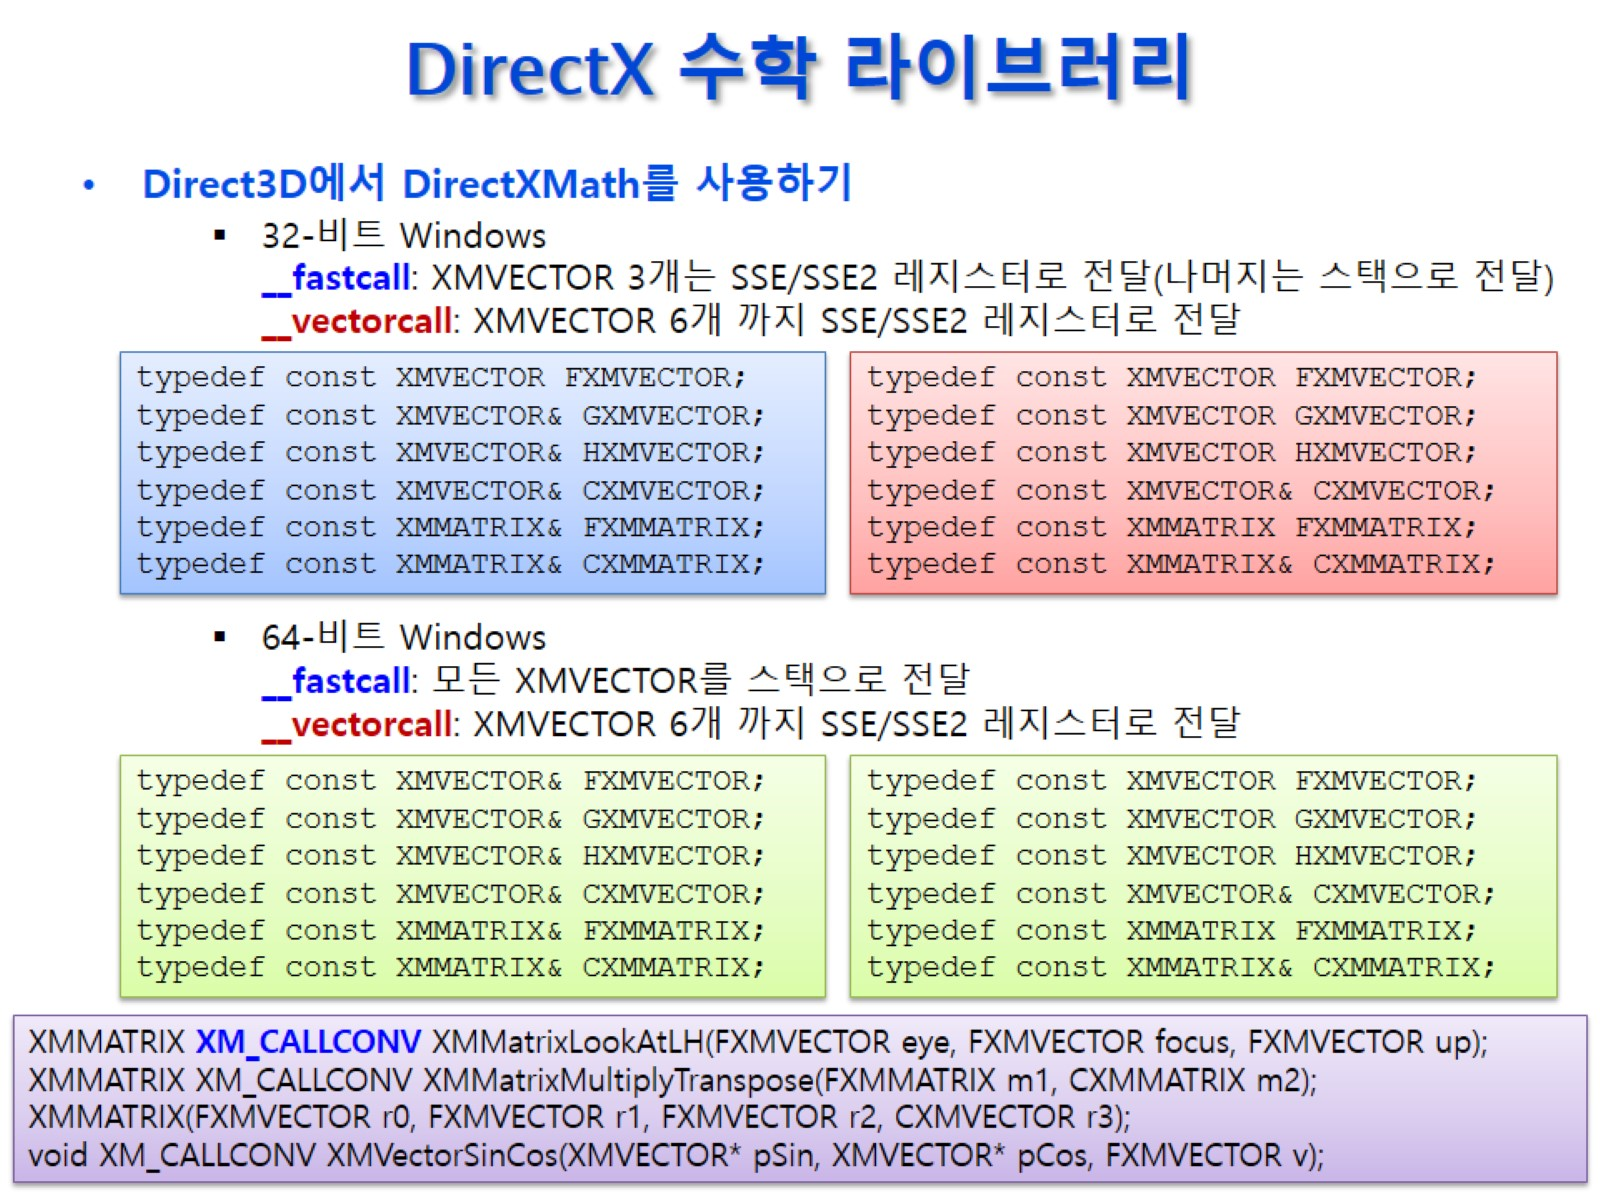 DirectX 수학 라이브러리
• Direct3D에서 DirectXMath를 사용하기
▪ 32-비트 Windows
__fastcall: XMVECTOR 3개는 SSE/SSE2 레지스터로 전달(나머지는 스택으로 전달)
__vectorcall: XMVECTOR 6개 까지 SSE/SSE2 레지스터로 전달
typedef const XMVECTOR FXMVECTOR;
typedef const XMVECTOR& GXMVECTOR;
typedef const XMVECTOR& HXMVECTOR;
typedef const XMVECTOR& CXMVECTOR;
typedef const XMMATRIX& FXMMATRIX;
typedef const XMMATRIX& CXMMATRIX;
typedef const XMVECTOR FXMVECTOR;
typedef const XMVECTOR GXMVECTOR;
typedef const XMVECTOR HXMVECTOR;
typedef const XMVECTOR& CXMVECTOR;
typedef const XMMATRIX FXMMATRIX;
typedef const XMMATRIX& CXMMATRIX;
▪ 64-비트 Windows
__fastcall: 모든 XMVECTOR를 스택으로 전달
__vectorcall: XMVECTOR 6개 까지 SSE/SSE2 레지스터로 전달
typedef const XMVECTOR& FXMVECTOR;
typedef const XMVECTOR& GXMVECTOR;
typedef const XMVECTOR& HXMVECTOR;
typedef const XMVECTOR& CXMVECTOR;
typedef const XMMATRIX& FXMMATRIX;
typedef const XMMATRIX& CXMMATRIX;
typedef const XMVECTOR FXMVECTOR;
typedef const XMVECTOR GXMVECTOR;
typedef const XMVECTOR HXMVECTOR;
typedef const XMVECTOR& CXMVECTOR;
typedef const XMMATRIX FXMMATRIX;
typedef const XMMATRIX& CXMMATRIX;
XMMATRIX XM_CALLCONV XMMatrixLookAtLH(FXMVECTOR eye, FXMVECTOR focus, FXMVECTOR up);
XMMATRIX XM_CALLCONV XMMatrixMultiplyTranspose(FXMMATRIX m1, CXMMATRIX m2);
XMMATRIX(FXMVECTOR r0, FXMVECTOR r1, FXMVECTOR r2, CXMVECTOR r3);
void XM_CALLCONV XMVectorSinCos(XMVECTOR* pSin, XMVECTOR* pCos, FXMVECTOR v);